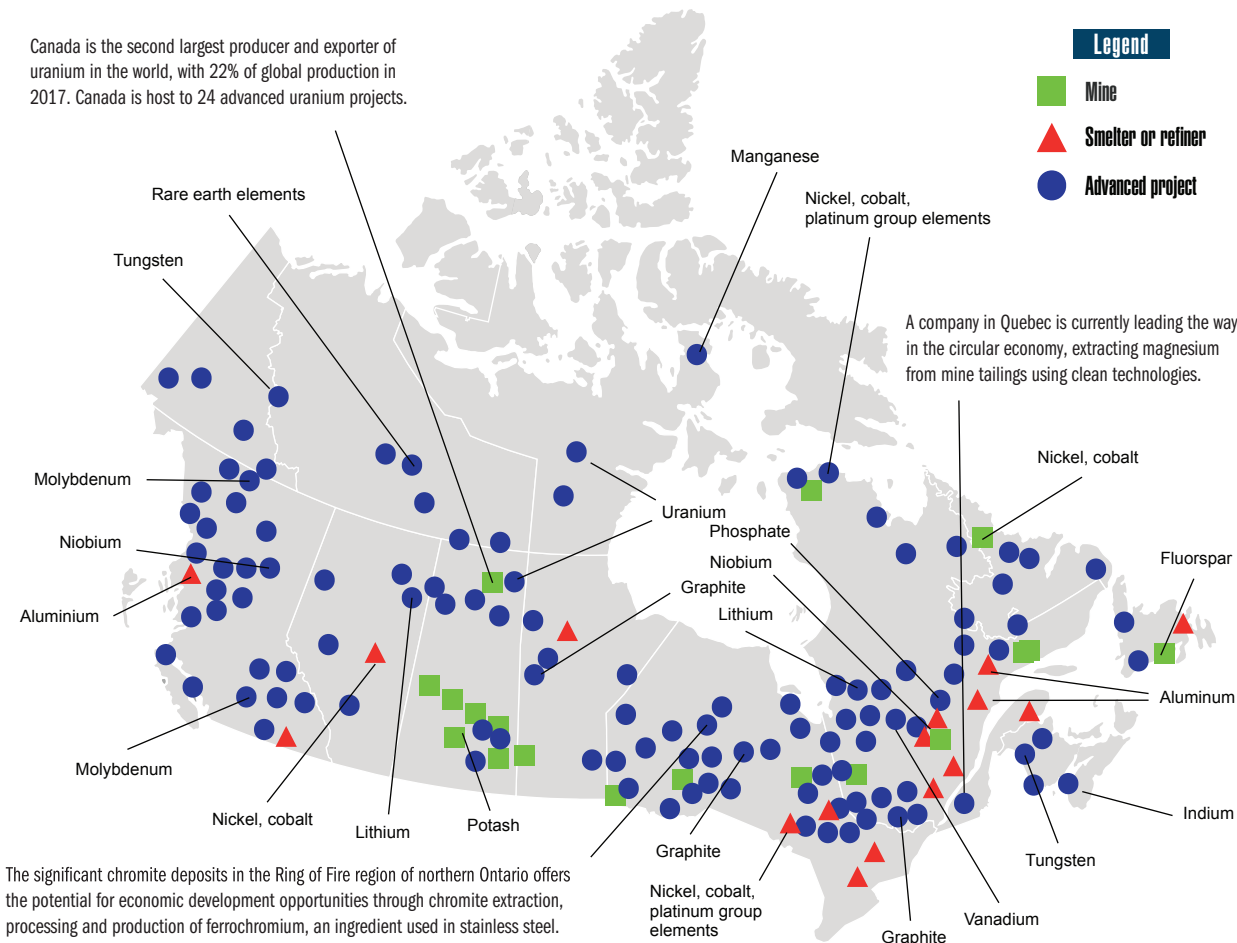 Canada is the second largest producer and exporter of
uranium in the world, with 22% of global production in
2017. Canada is host to 24 advanced uranium projects.
Legend
Mine
Smelter or refiner
Advanced project
Manganese
Rare earth elements
Nickel, cobalt,
platinum group elements
Tungsten
A company in Quebec is currently leading the way
in the circular economy, extracting magnesium
from mine tailings using clean technologies.
Molybdenum
Nickel, cobalt
Uranium
Phosphate
Niobium
Niobium
Fluorspar
Graphite
Aluminium
Lithium
Aluminum
Molybdenum
Nickel, cobalt
Lithium
Potash
Indium
Graphite
Tungsten
The significant chromite deposits in the Ring of Fire region of northern Ontario offers
the potential for economic development opportunities through chromite extraction,
processing and production of ferrochromium, an ingredient used in stainless steel.
Nickel, cobalt,
platinum group
elements
Vanadium
Graphite